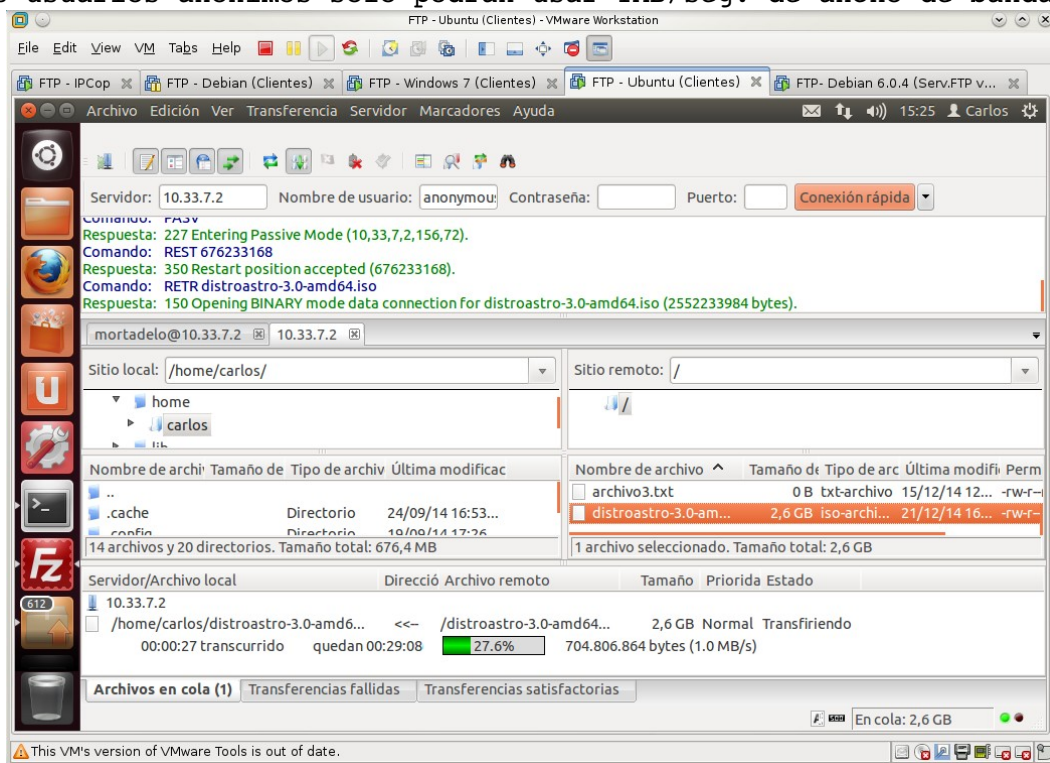 s usuarios anónimos solo podrán usar 1MB/seg. de ancho de banda
FTP - Ubuntu (Clientes) - VMware Workstation
File Edit View VM Tabs Help
FTP - IPCop FTP - Debian (Clientes) FTP - Windows 7 (Clientes) FTP - Ubuntu (Clientes) FTP- Debian 6.0.4 (Serv.FTP v...
Archivo Edición Ver Transferencia Servidor Marcadores Ayuda 15:25 Carlos
Servidor: 10.33.7.2 Nombre de usuario: anonymou Contraseña: Puerto: Conexión rápida
Comando: PASV
Respuesta: 227 Entering Passive Mode (10,33,7,2,156,72).
Comando: REST 676233168
Respuesta: 350 Restart position accepted (676233168).
Comando: RETR distroastro-3.0-amd64.iso
Respuesta: 150 Opening BINARY mode data connection for distroastro-3.0-amd64.iso (2552233984 bytes).
mortadelo@10.33.7.2 10.33.7.2
Sitio local: /home/carlos/ Sitio remoto: /
home /
carlos
lib
Nombre de archi Tamaño de Tipo de archiv Última modificac Nombre de archivo Tamaño de Tipo de arc Última modifi Perm
.. archivo3.txt 0 B txt-archivo 15/12/14 12... -rw-r--
.cache Directorio 24/09/14 16:53... distroastro-3.0-am... 2,6 GB iso-archi... 21/12/14 16... -rw-r--
.config Directorio 19/09/14 17:26
14 archivos y 20 directorios. Tamaño total: 676,4 MB 1 archivo seleccionado. Tamaño total: 2,6 GB
Servidor/Archivo local Direcció Archivo remoto Tamaño Priorida Estado
10.33.7.2
/home/carlos/distroastro-3.0-amd6... <<-- /distroastro-3.0-amd64... 2,6 GB Normal Transfiriendo
00:00:27 transcurrido quedan 00:29:08 27.6% 704.806.864 bytes (1.0 MB/s)
612
Archivos en cola (1) Transferencias fallidas Transferencias satisfactorias
En cola: 2,6 GB
This VM's version of VMware Tools is out of date.